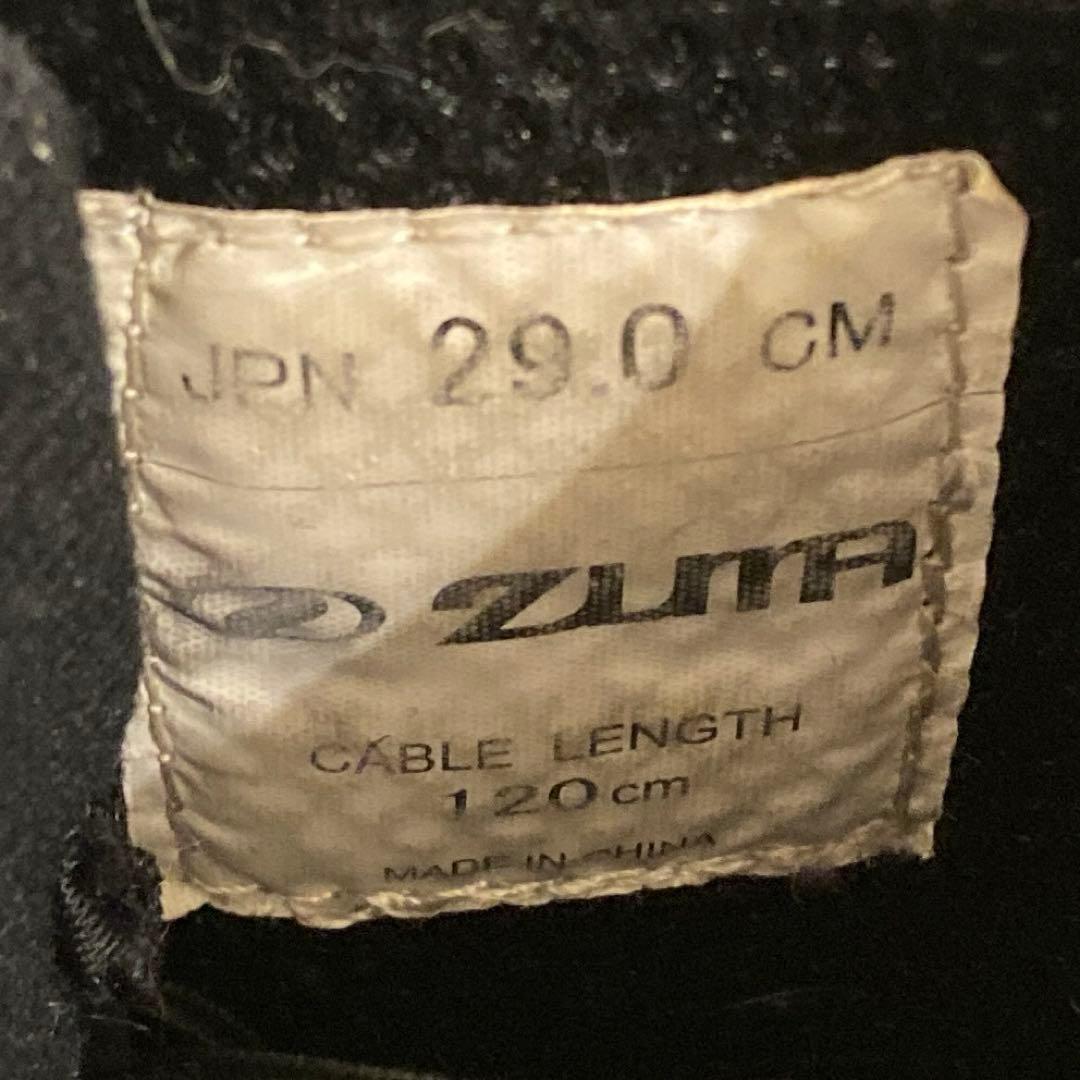 JPN 29.0 CM
ZUMA
CABLE LENGTH
120cm
MADE IN CHINA